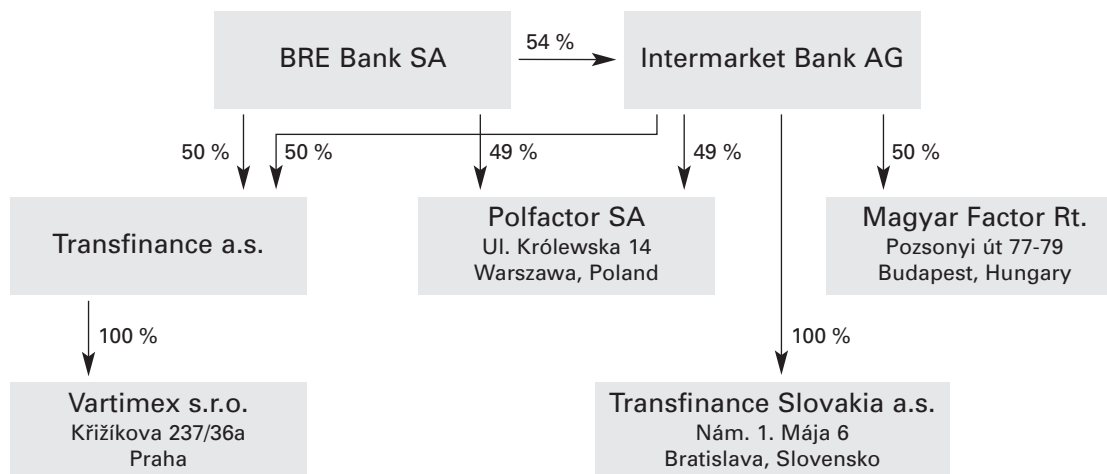 BRE Bank SA
54 %
Intermarket Bank AG
50 %
50 %
49 %
49 %
50 %
Transfinance a.s.
Polfactor SA
Ul. Królewska 14
Warszawa, Poland
Magyar Factor Rt.
Pozsonyi út 77-79
Budapest, Hungary
100 %
100 %
Vartimex s.r.o.
Křižíkova 237/36a
Praha
Transfinance Slovakia a.s.
Nám. 1. Mája 6
Bratislava, Slovensko